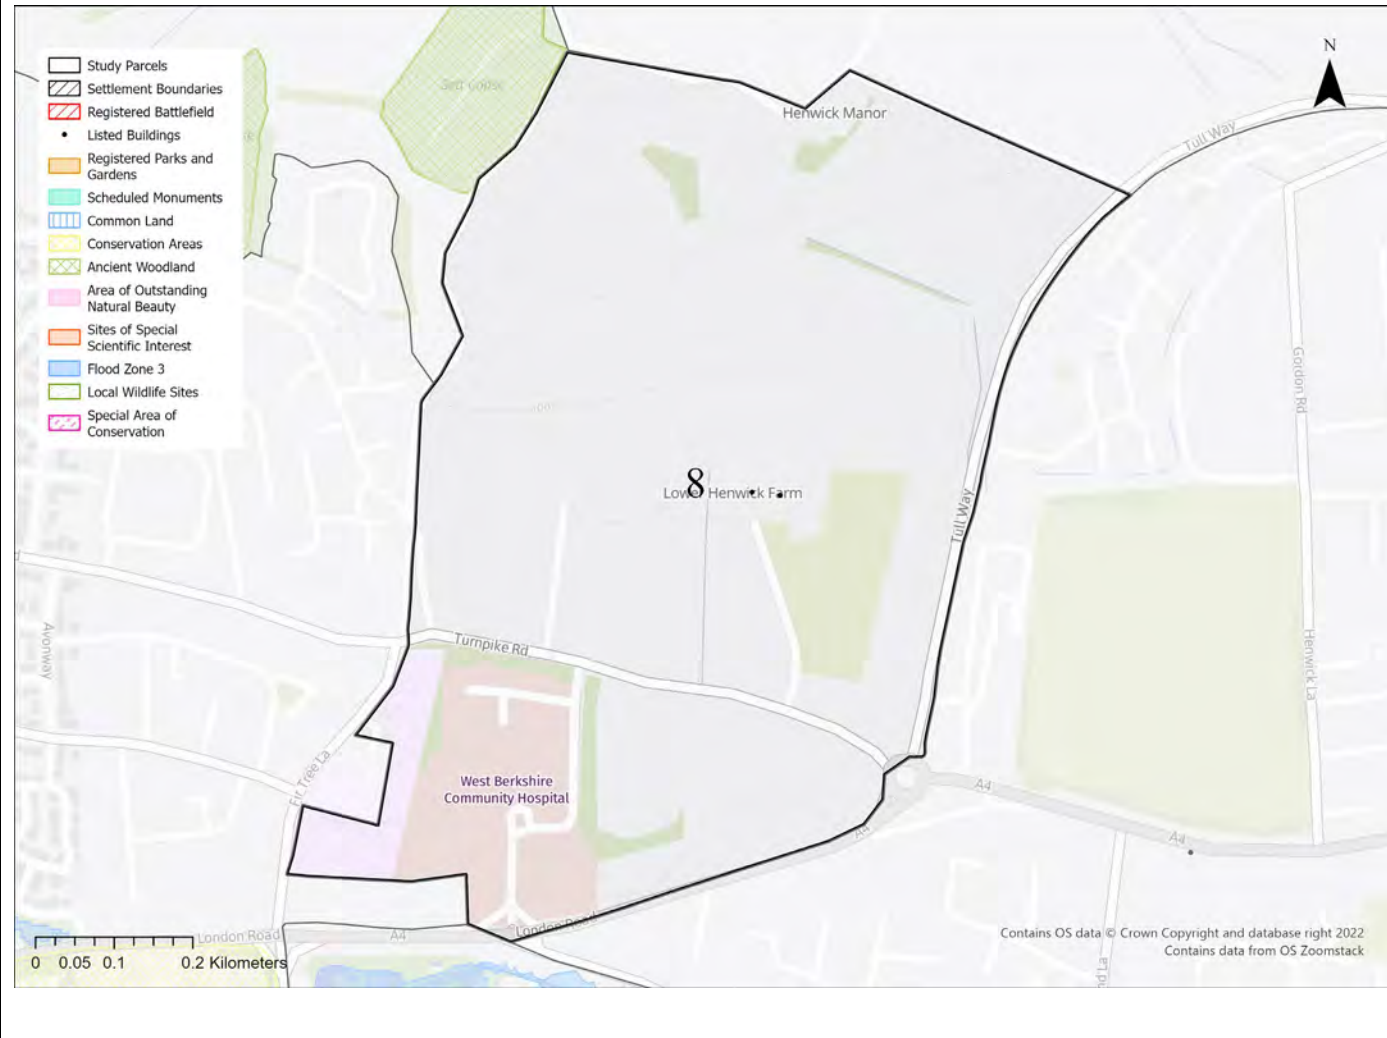 N
Study Parcels
Settlement Boundaries
Registered Battlefield
Listed Buildings
Registered Parks and
Gardens
Scheduled Monuments
Common Land
Conservation Areas
Ancient Woodland
Area of Outstanding
Natural Beauty
Sites of Special
Scientific Interest
Flood Zone 3
Local Wildlife Sites
Special Area of
Conservation
Henwick Manor
Tull Way
Gordon Rd
8
Lower Henwick Farm
Tull Way
Avonway
Turnpike Rd
Henwick La
Fir Tree La
West Berkshire
Community Hospital
A4
A4
A4
London Road
London Road
A4
0 0.05 0.1 0.2 Kilometers
Contains OS data © Crown Copyright and database right 2022
Contains data from OS Zoomstack